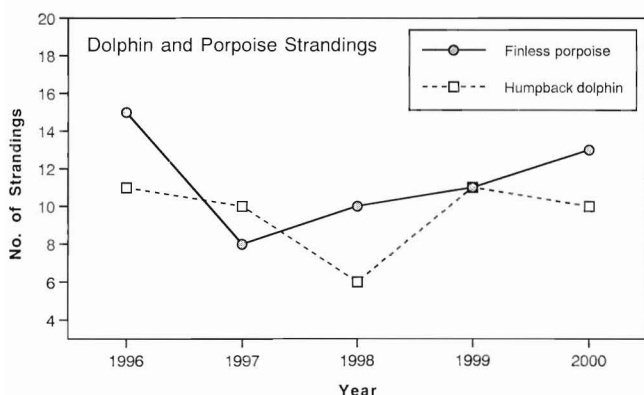 Dolphin and Porpoise Strandings
Finless porpoise
Humpback dolphin
No. of Strandings
20
18
16
14
12
10
8
6
4
1996 1997 1998 1999 2000
Year